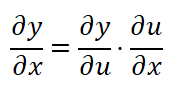 ∂y/∂x = ∂y/∂u · ∂u/∂x